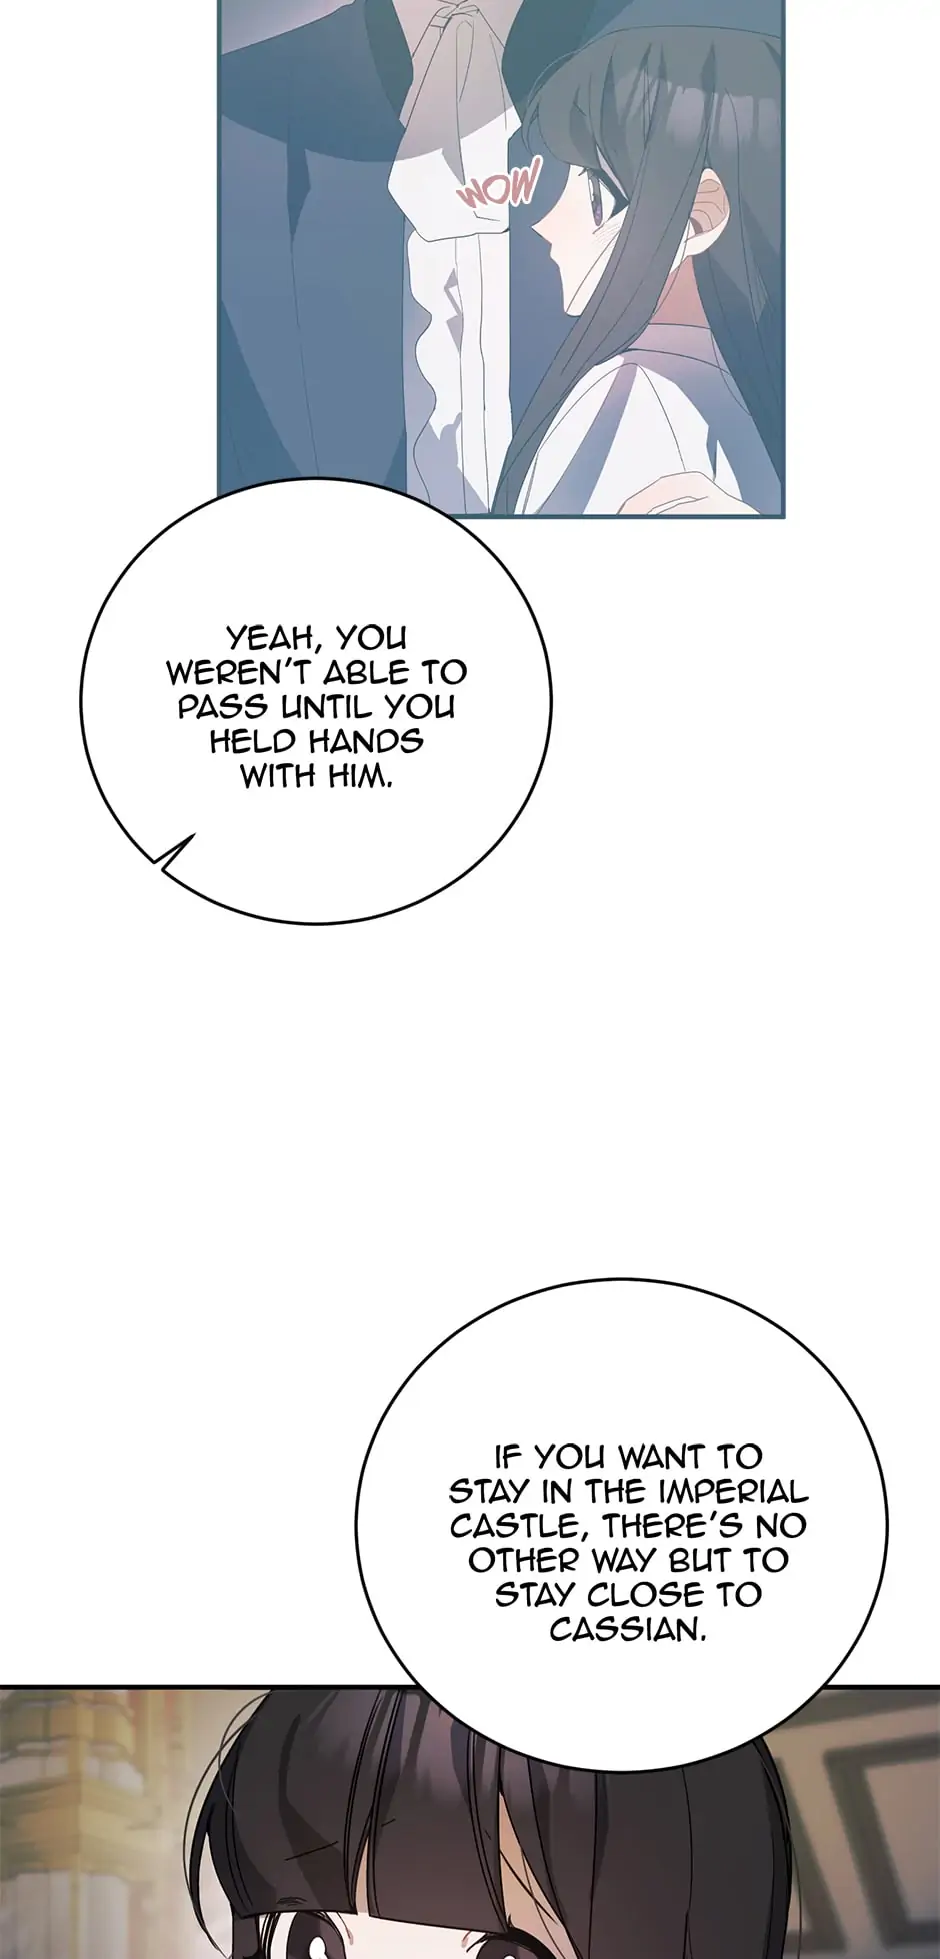 WOW
YEAH, YOU
WEREN'T ABLE TO
PASS UNTIL YOU
HELD HANDS
WITH HIM.
IF YOU WANT TO
STAY IN THE IMPERIAL
CASTLE, THERE'S NO
OTHER WAY BUT TO
STAY CLOSE TO
CASSIAN.